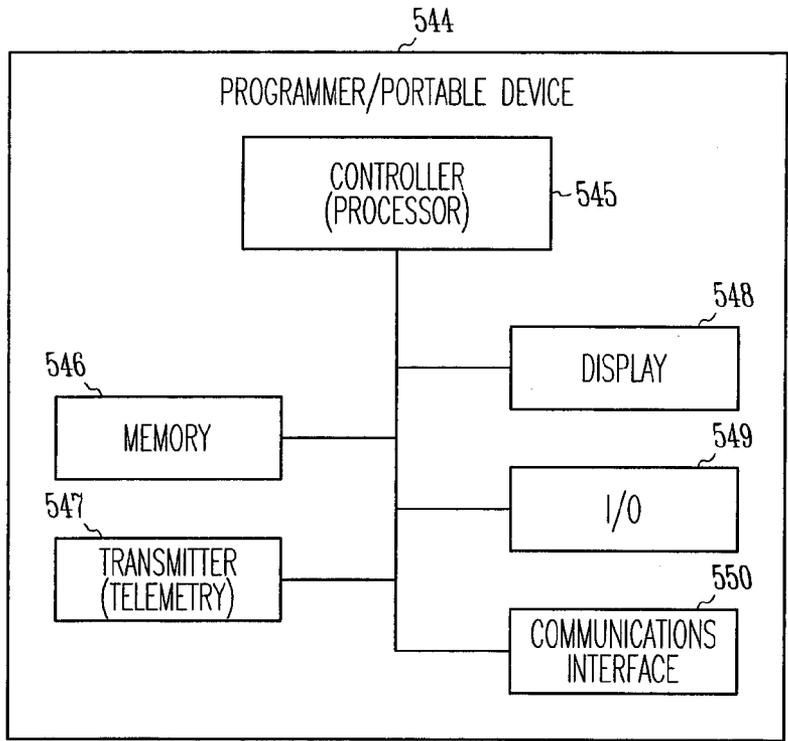 544
PROGRAMMER/PORTABLE DEVICE
CONTROLLER
(PROCESSOR)
545
548
DISPLAY
546
MEMORY
549
I/O
547
TRANSMITTER
(TELEMETRY)
550
COMMUNICATIONS
INTERFACE